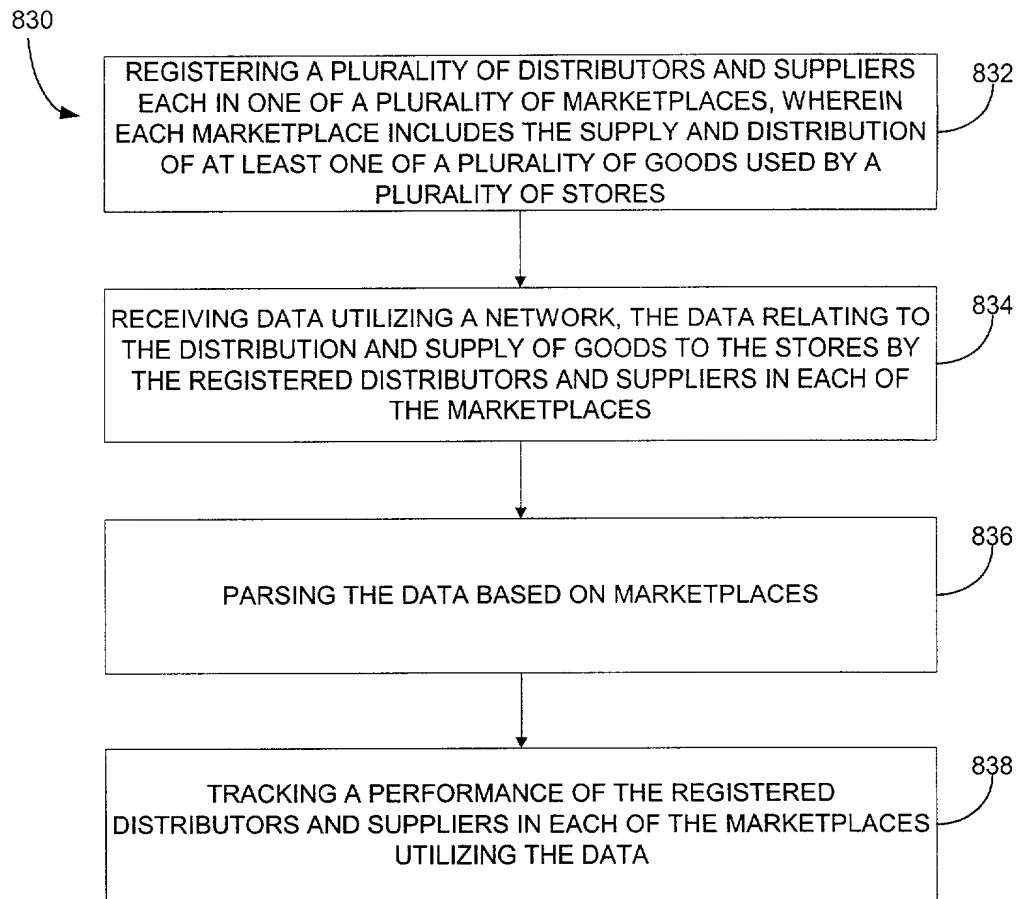 830
REGISTERING A PLURALITY OF DISTRIBUTORS AND SUPPLIERS
EACH IN ONE OF A PLURALITY OF MARKETPLACES, WHEREIN
EACH MARKETPLACE INCLUDES THE SUPPLY AND DISTRIBUTION
OF AT LEAST ONE OF A PLURALITY OF GOODS USED BY A
PLURALITY OF STORES
832
RECEIVING DATA UTILIZING A NETWORK, THE DATA RELATING TO
THE DISTRIBUTION AND SUPPLY OF GOODS TO THE STORES BY
THE REGISTERED DISTRIBUTORS AND SUPPLIERS IN EACH OF
THE MARKETPLACES
834
PARSING THE DATA BASED ON MARKETPLACES
836
TRACKING A PERFORMANCE OF THE REGISTERED
DISTRIBUTORS AND SUPPLIERS IN EACH OF THE MARKETPLACES
UTILIZING THE DATA
838